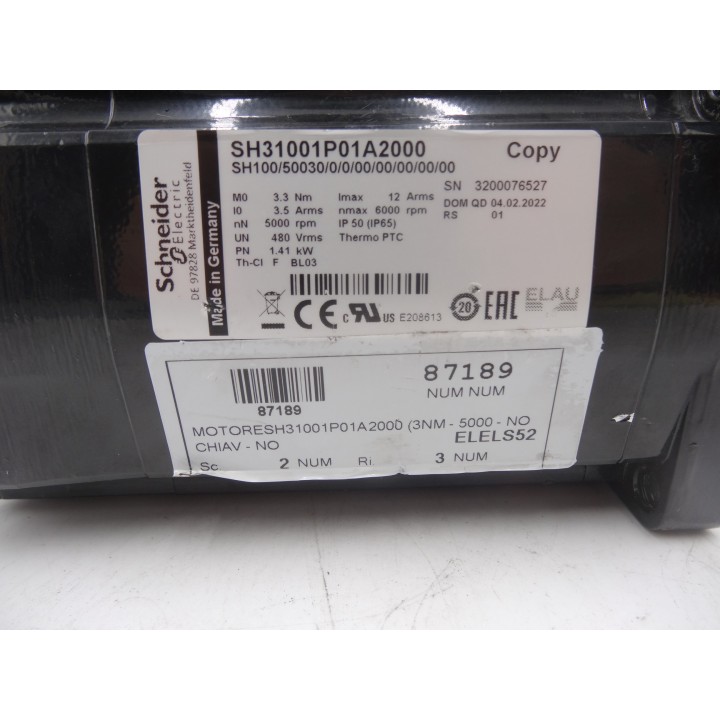 Schneider
Electric
DE 97828 Marktheidenfeld
Made in Germany
SH31001P01A2000 Copy
SH100/50030/0/0/00/00/00/00/00
SN 3200076527
DOM QD 04.02.2022
RS 01
M0 3.3 Nm Imax 12 Arms
I0 3.5 Arms nmax 6000 rpm
nN 5000 rpm IP 50 (IP65)
UN 480 Vrms Thermo PTC
PN 1.41 kW
Th-Cl F BL03
CE c RU US E208613 20 EAC ELAU
87189
87189
NUM NUM
MOTORESH31001P01A2000 (3NM - 5000 - NO
CHIAV - NO ELELS52
Sc 2 NUM Ri. 3 NUM